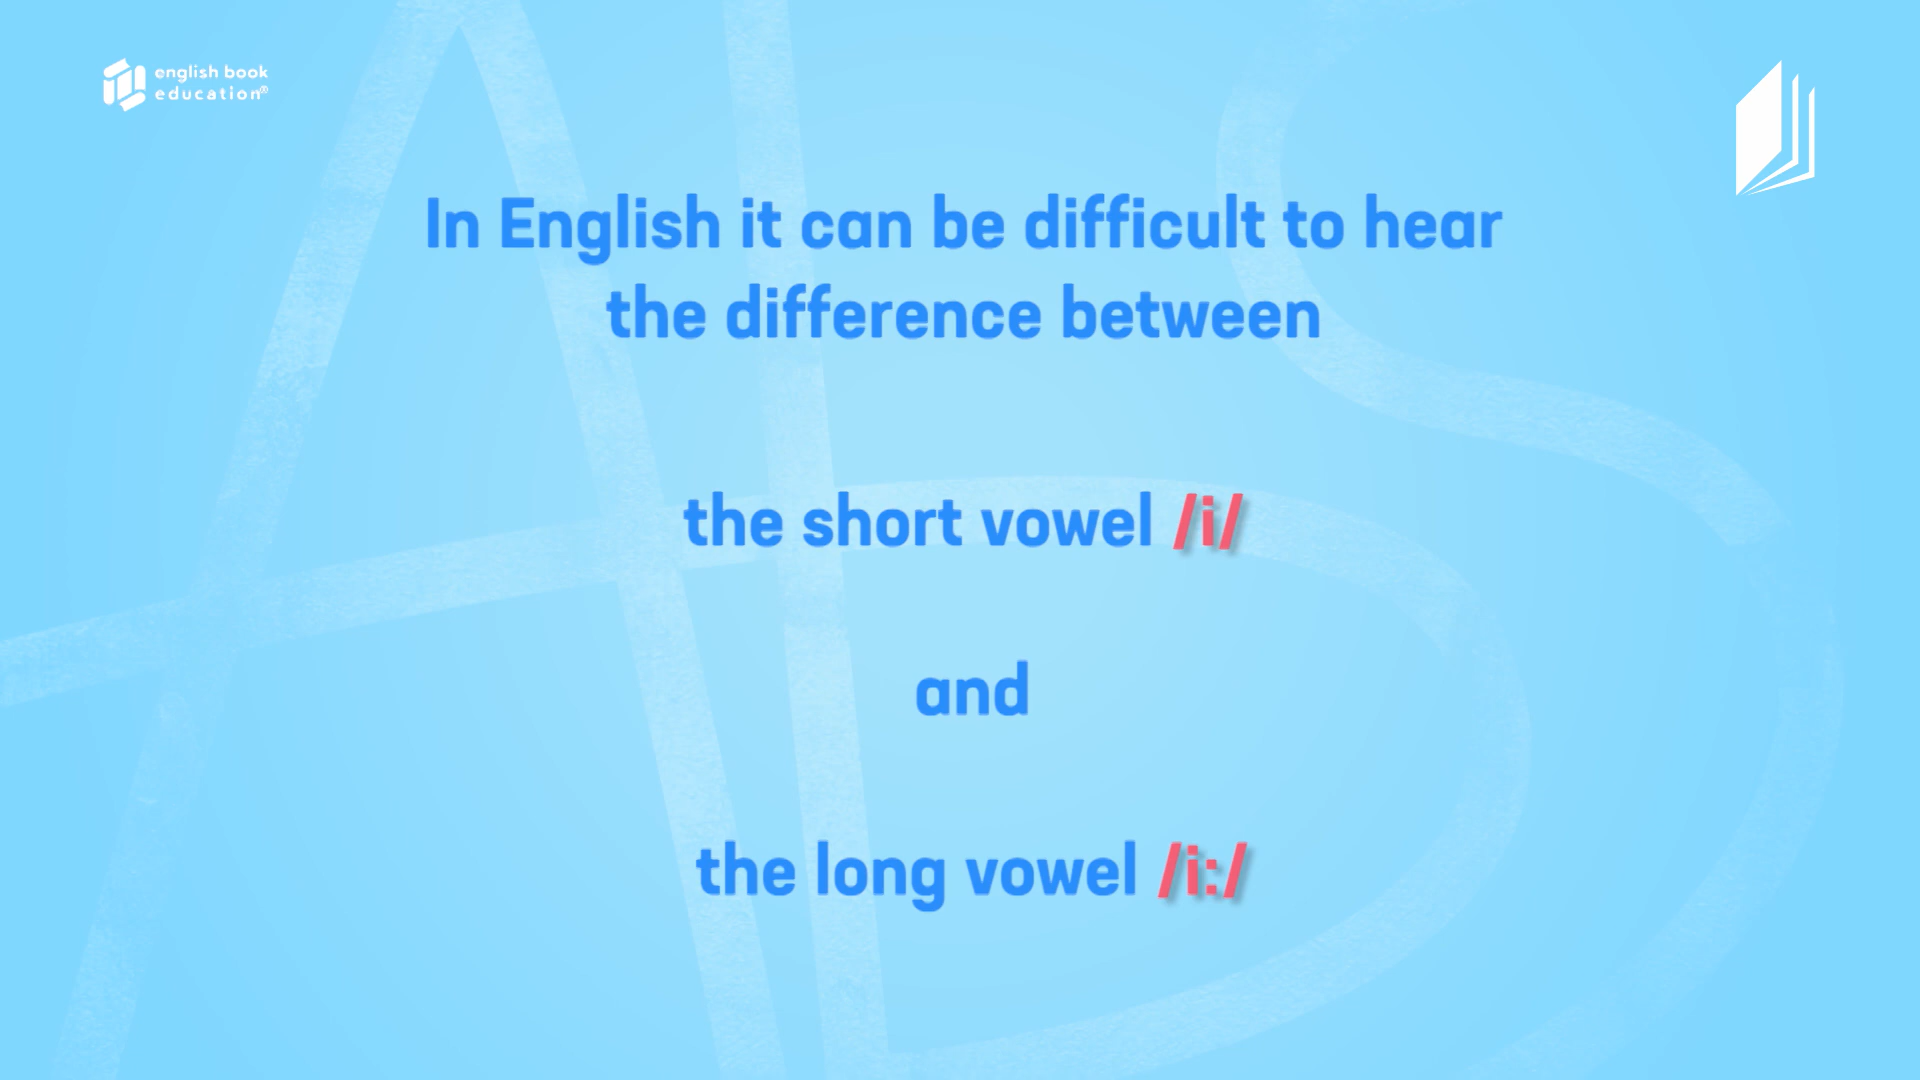 english book
education®
In English it can be difficult to hear
the difference between
the short vowel /i/
and
the long vowel /i:/